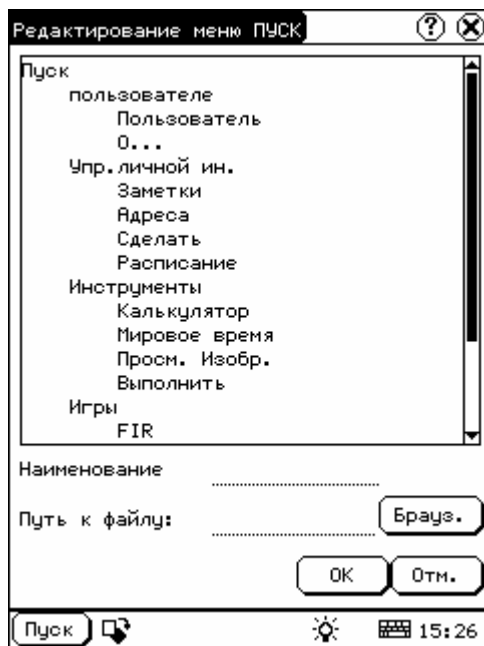 Редактирование меню ПУСК
Пуск
пользователе
Пользователь
О...
Упр.личной ин.
Заметки
Адреса
Сделать
Расписание
Инструменты
Калькулятор
Мировое время
Просм. Изобр.
Выполнить
Игры
FIR
Наименование
Путь к файлу: Брауз.
ОК Отм.
Пуск 15:26